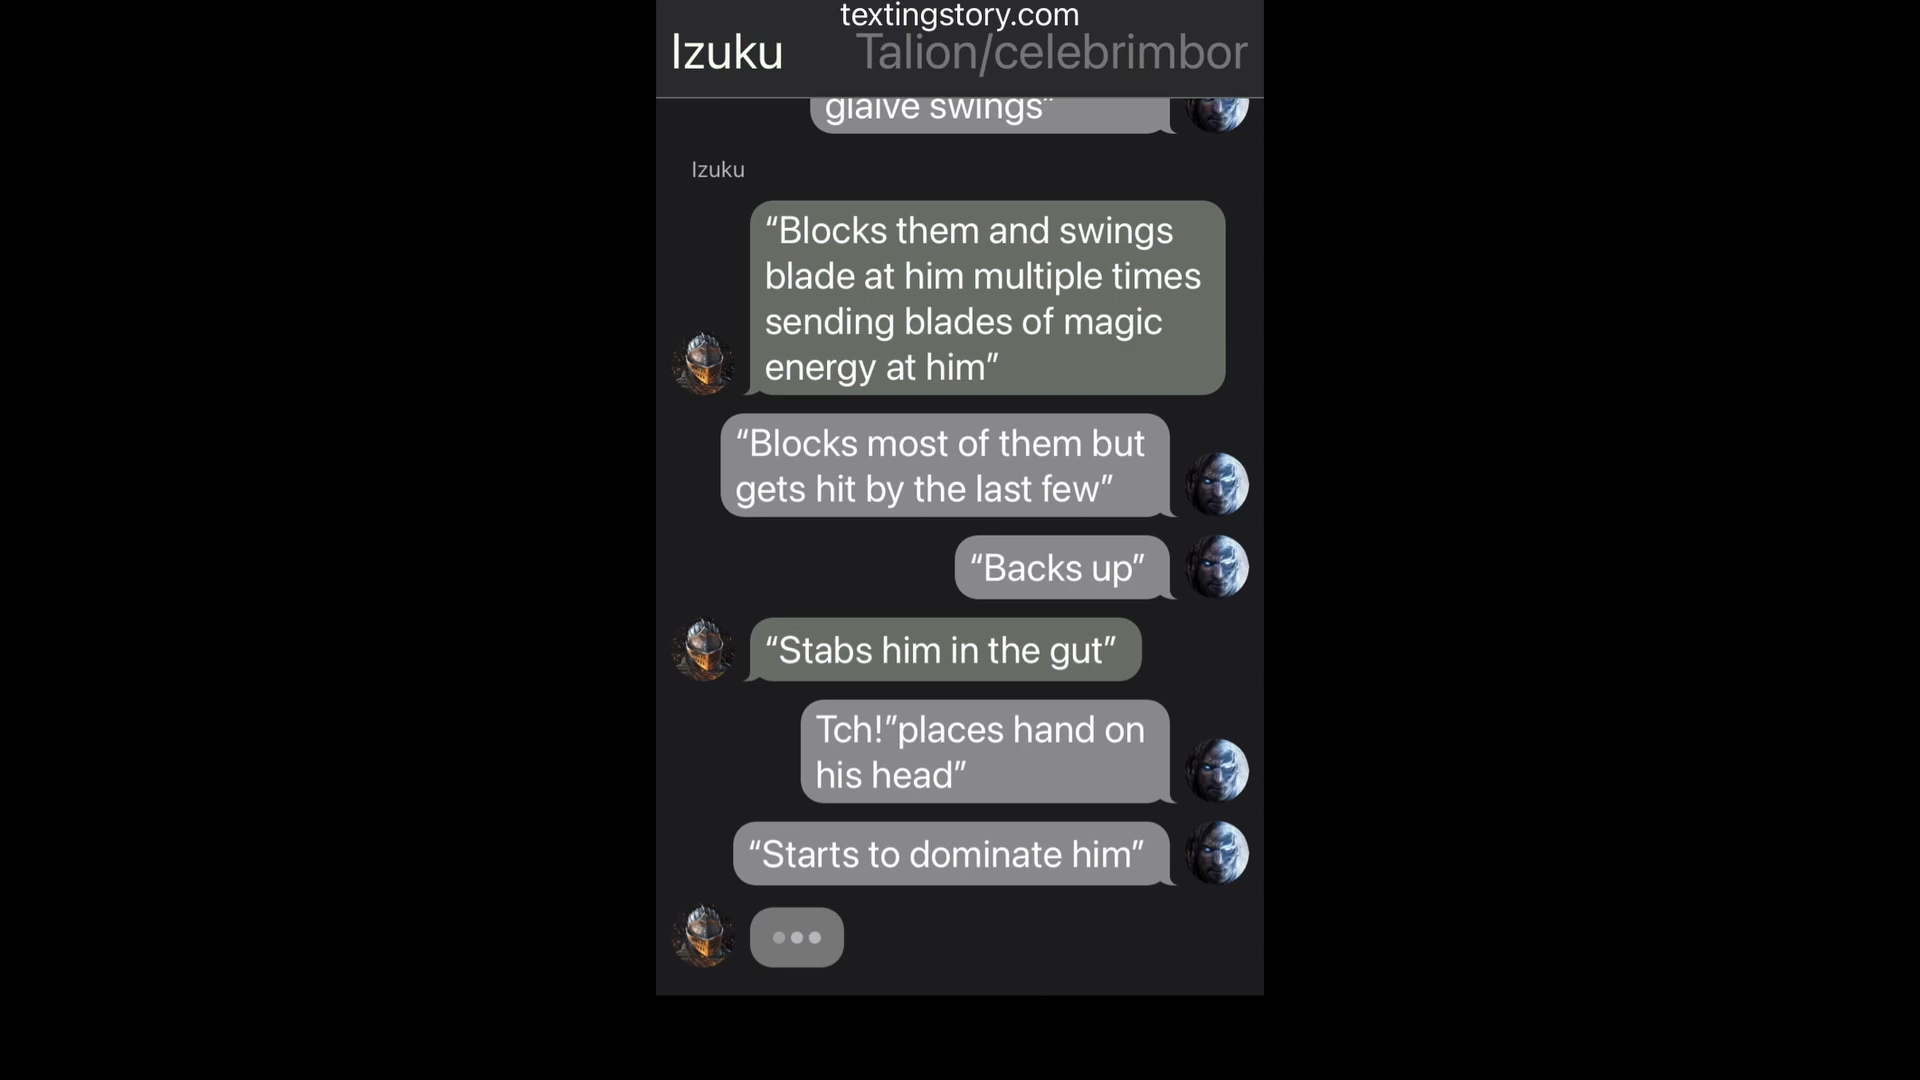 textingstory.com
Izuku
Talion/celebrimbor
glaive swings”
Izuku
“Blocks them and swings
blade at him multiple times
sending blades of magic
energy at him”
“Blocks most of them but
gets hit by the last few”
“Backs up”
“Stabs him in the gut”
Tch!”places hand on
his head”
“Starts to dominate him”